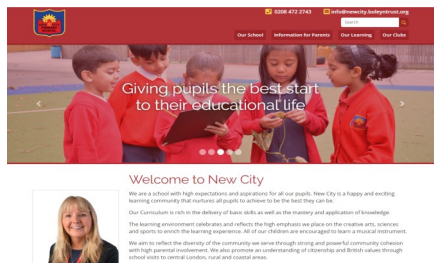 0208 472 2743 info@newcity.boleyntrust.org
Search
Our School Information for Parents Our Learning Our Clubs
Giving pupils the best start
to their educational life
Welcome to New City
We are a school with high expectations and aspirations for all our pupils. New City is a happy and exciting
learning community that nurtures all pupils to achieve to be the best they can be.
Our Curriculum is rich in the delivery of basic skills as well as the mastery and application of knowledge.
The learning environment celebrates and reflects the high emphasis we place on the creative arts, sciences
and sports to enrich the learning experience. All of our children are encouraged to learn a musical instrument.
We aim to reflect the diversity of the community we serve through strong and powerful community cohesion
with high parental involvement. We also promote an understanding of citizenship and British values through
school visits to central London, rural and coastal areas.